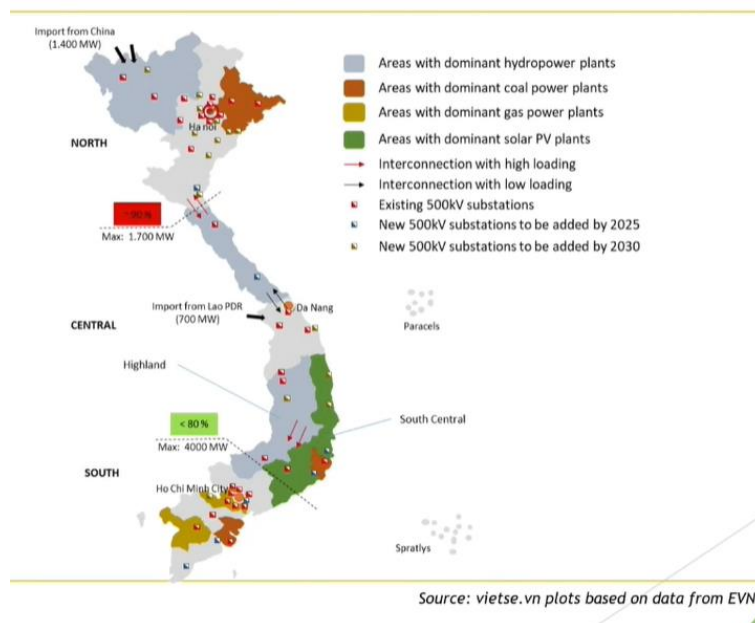 Import from China
(1.400 MW)
Areas with dominant hydropower plants
Areas with dominant coal power plants
Areas with dominant gas power plants
Areas with dominant solar PV plants
Interconnection with high loading
Interconnection with low loading
Existing 500kV substations
New 500kV substations to be added by 2025
New 500kV substations to be added by 2030
Hanoi
NORTH
90%
Max: 1.700 MW
Import from Lao PDR
(700 MW)
Da Nang
CENTRAL
Paracels
Highland
South Central
< 80%
Max: 4000 MW
SOUTH
Ho Chi Minh City
Spratlys
Source: vietse.vn plots based on data from EVN